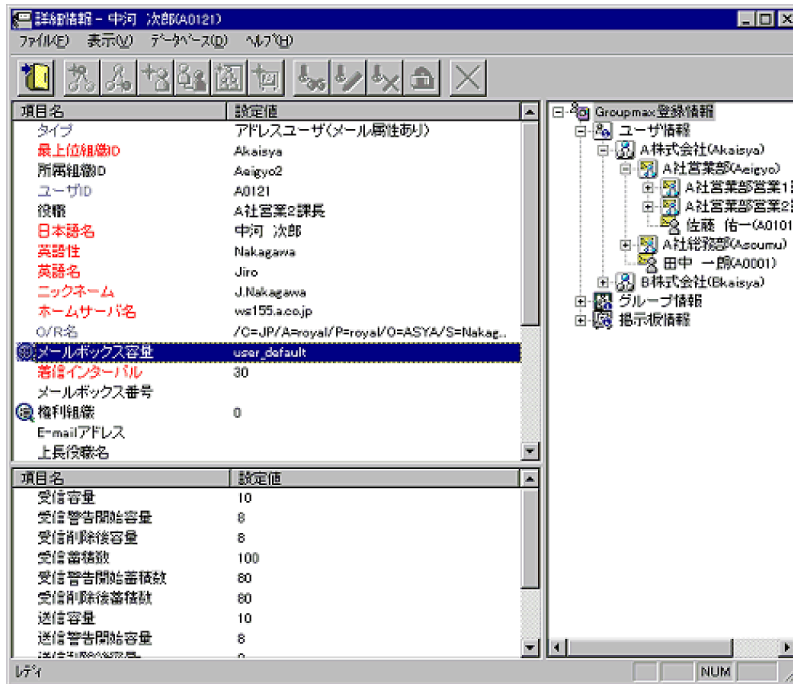 詳細情報 - 中河 次郎(A0121)
ファイル(F) 表示(V) データベース(D) ヘルプ(H)
項目名 設定値
タイプ アドレスユーザ(メール属性あり)
最上位組織ID Akaisya
所属組織ID Aeigyo2
ユーザID A0121
役職 A社営業2課長
日本語名 中河 次郎
英語性 Nakagawa
英語名 Jiro
ニックネーム J.Nakagawa
ホームサーバ名 ws155.a.co.jp
O/R名 /C=JP/A=royal/P=royal/O=ASYA/S=Nakag..
メールボックス容量 user_default
着信インターバル 30
メールボックス番号
権利組織 0
E-mailアドレス
上長役職名
項目名 設定値
受信容量 10
受信警告開始容量 8
受信削除後容量 8
受信蓄積数 100
受信警告開始蓄積数 80
受信削除後蓄積数 80
送信容量 10
送信警告開始容量 8
Groupmax登録情報
ユーザ情報
A株式会社(Akaisya)
A社営業部(Aeigyo)
A社営業部営業1
A社営業部営業2
佐藤 佑一(A0101
A社総務部(Asoumu)
田中 一朗(A0001)
B株式会社(Bkaisya)
グループ情報
掲示板情報
レディ
NUM